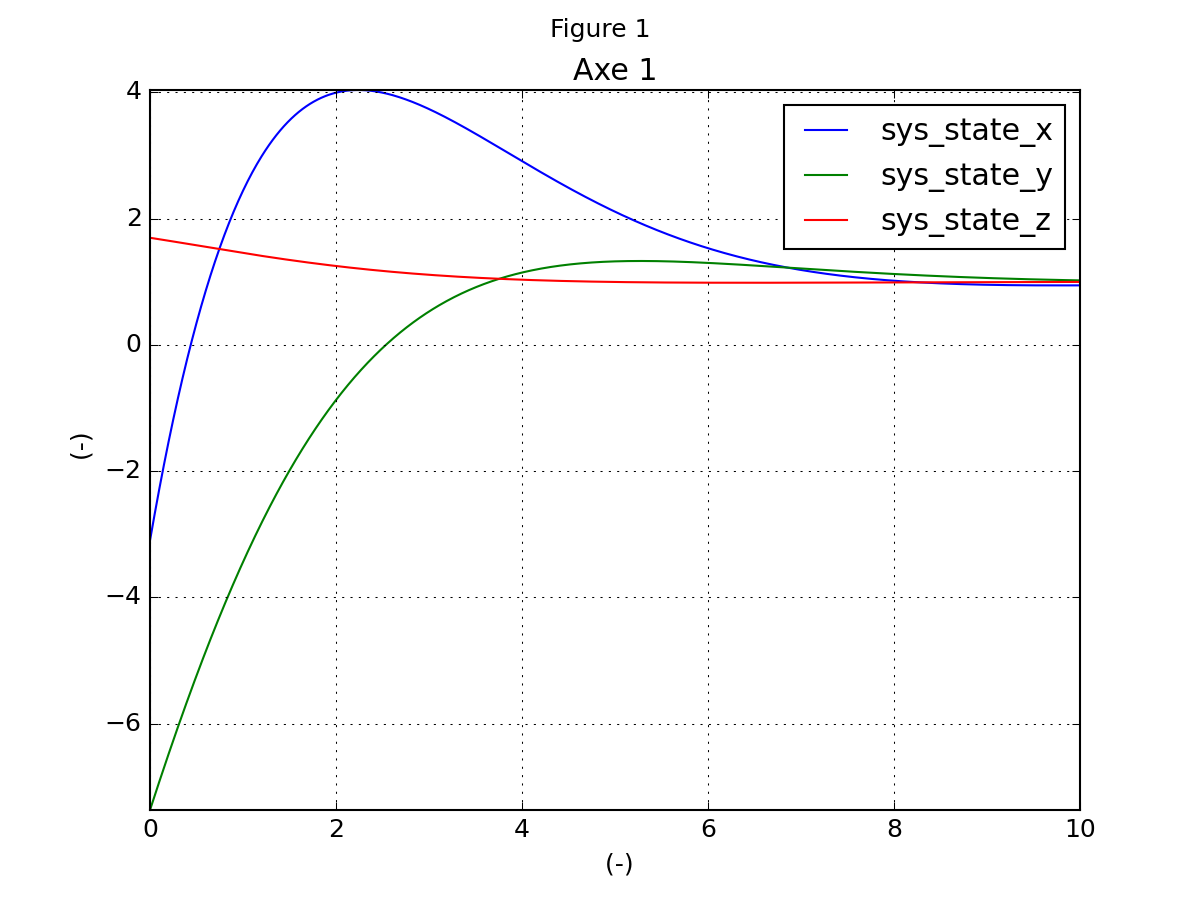 Figure 1
Axe 1
sys_state_x
sys_state_y
sys_state_z
4
2
0
−2
−4
−6
(-)
0 2 4 6 8 10
(-)